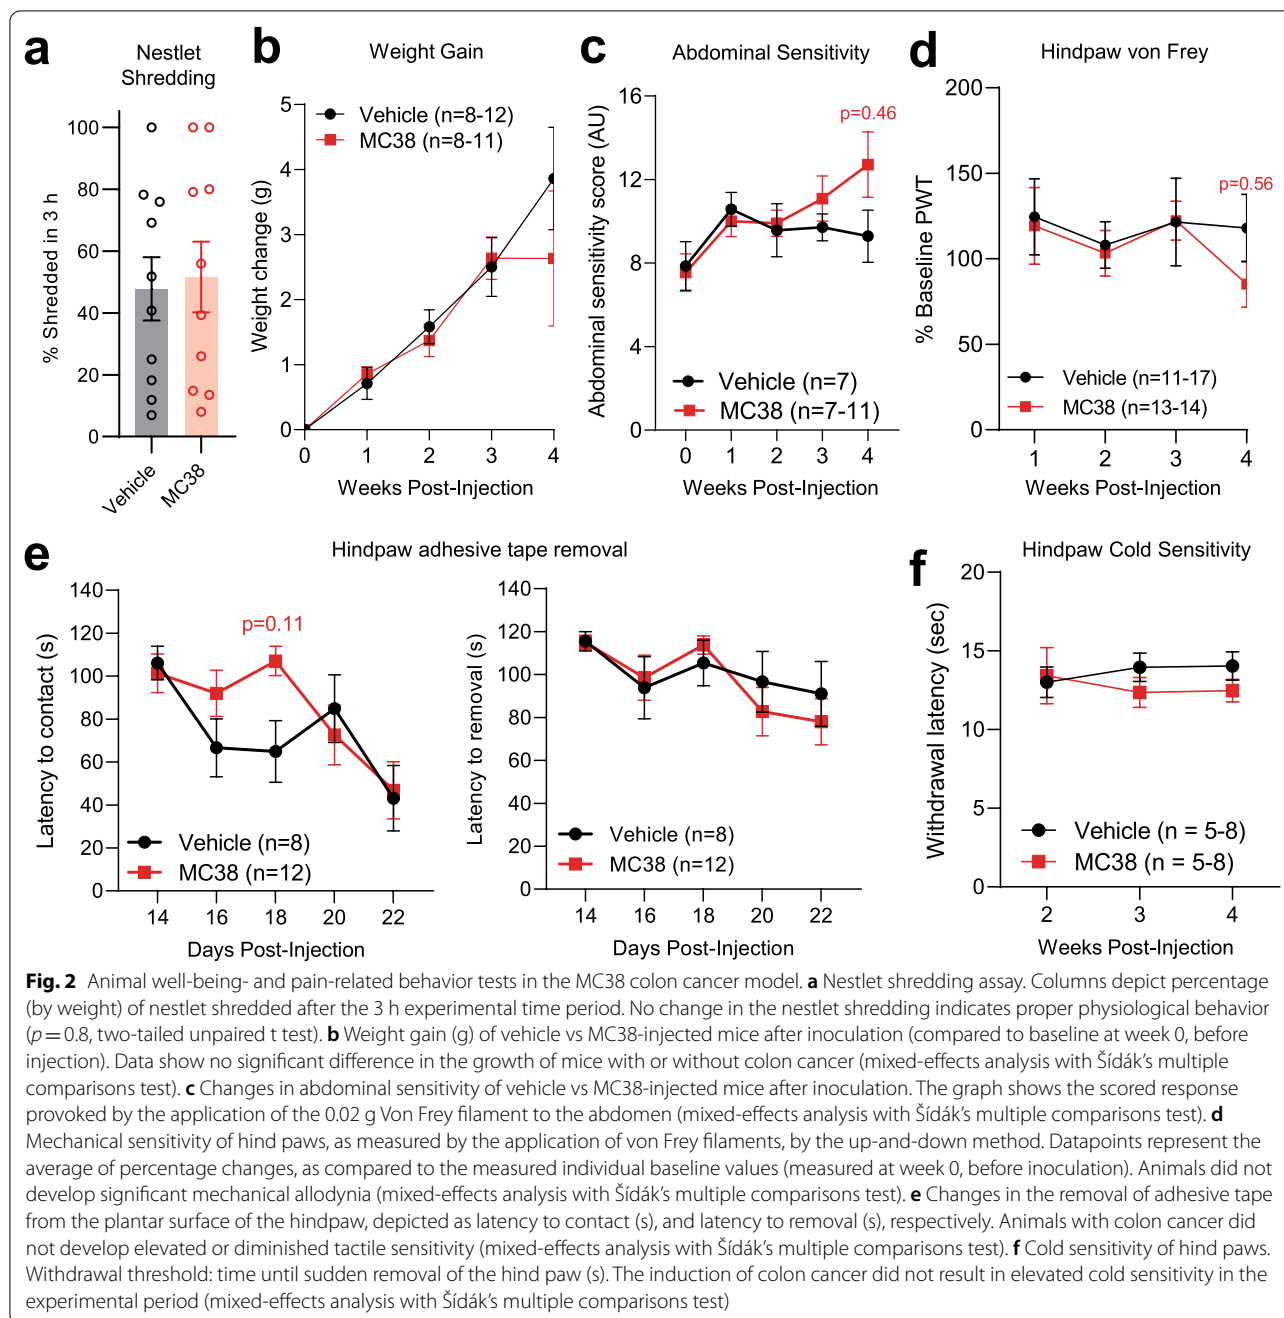 a
Nestlet
Shredding
% Shredded in 3 h
100
80
60
40
20
0
Vehicle
MC38
b
Weight Gain
Weight change (g)
5
4
3
2
1
0
Vehicle (n=8-12)
MC38 (n=8-11)
0 1 2 3 4
Weeks Post-Injection
c
Abdominal Sensitivity
Abdominal sensitivity score (AU)
16
12
8
4
0
p=0.46
Vehicle (n=7)
MC38 (n=7-11)
0 1 2 3 4
Weeks Post-Injection
d
Hindpaw von Frey
% Baseline PWT
200
150
100
50
0
p=0.56
Vehicle (n=11-17)
MC38 (n=13-14)
1 2 3 4
Weeks Post-Injection
e
Hindpaw adhesive tape removal
Latency to contact (s)
140
120
100
80
60
40
20
0
p=0.11
Vehicle (n=8)
MC38 (n=12)
14 16 18 20 22
Days Post-Injection
Latency to removal (s)
140
120
100
80
60
40
20
0
Vehicle (n=8)
MC38 (n=12)
14 16 18 20 22
Days Post-Injection
f
Hindpaw Cold Sensitivity
Withdrawal latency (sec)
20
15
10
5
0
Vehicle (n = 5-8)
MC38 (n = 5-8)
2 3 4
Weeks Post-Injection
Fig. 2 Animal well-being- and pain-related behavior tests in the MC38 colon cancer model. a Nestlet shredding assay. Columns depict percentage
(by weight) of nestlet shredded after the 3 h experimental time period. No change in the nestlet shredding indicates proper physiological behavior
(p = 0.8, two-tailed unpaired t test). b Weight gain (g) of vehicle vs MC38-injected mice after inoculation (compared to baseline at week 0, before
injection). Data show no significant difference in the growth of mice with or without colon cancer (mixed-effects analysis with Šídák's multiple
comparisons test). c Changes in abdominal sensitivity of vehicle vs MC38-injected mice after inoculation. The graph shows the scored response
provoked by the application of the 0.02 g Von Frey filament to the abdomen (mixed-effects analysis with Šídák's multiple comparisons test). d
Mechanical sensitivity of hind paws, as measured by the application of von Frey filaments, by the up-and-down method. Datapoints represent the
average of percentage changes, as compared to the measured individual baseline values (measured at week 0, before inoculation). Animals did not
develop significant mechanical allodynia (mixed-effects analysis with Šídák's multiple comparisons test). e Changes in the removal of adhesive tape
from the plantar surface of the hindpaw, depicted as latency to contact (s), and latency to removal (s), respectively. Animals with colon cancer did
not develop elevated or diminished tactile sensitivity (mixed-effects analysis with Šídák's multiple comparisons test). f Cold sensitivity of hind paws.
Withdrawal threshold: time until sudden removal of the hind paw (s). The induction of colon cancer did not result in elevated cold sensitivity in the
experimental period (mixed-effects analysis with Šídák's multiple comparisons test)